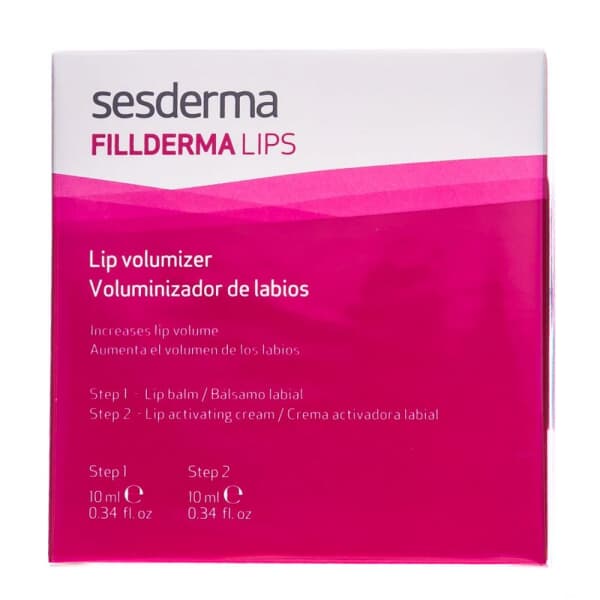 sesderma
FILLDERMA LIPS
Lip volumizer
Voluminizador de labios
Increases lip volume
Aumenta el volumen de los labios
Step 1 - Lip balm / Bálsamo labial
Step 2 - Lip activating cream / Crema activadora labial
Step 1 Step 2
10 ml ℮ 10 ml ℮
0.34 fl. oz 0.34 fl. oz